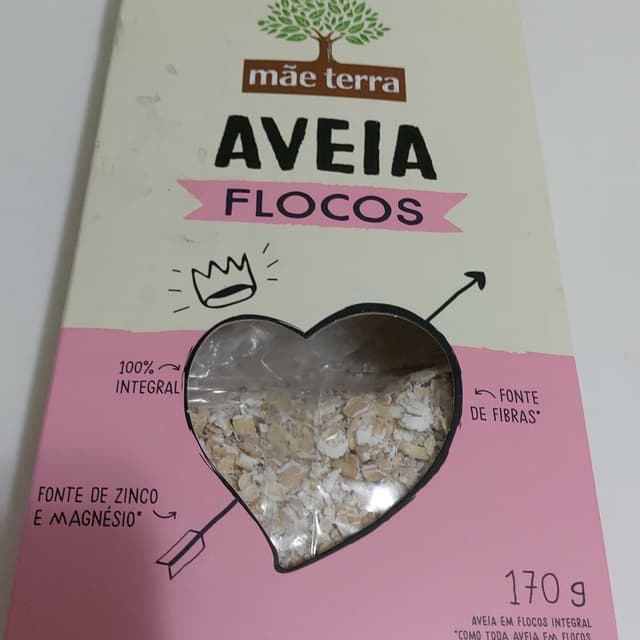 mãe terra
AVEIA
FLOCOS
100%
INTEGRAL
FONTE
DE FIBRAS*
FONTE DE ZINCO
E MAGNÉSIO*
170 g
AVEIA EM FLOCOS INTEGRAL
*COMO TODA AVEIA EM FLOCOS